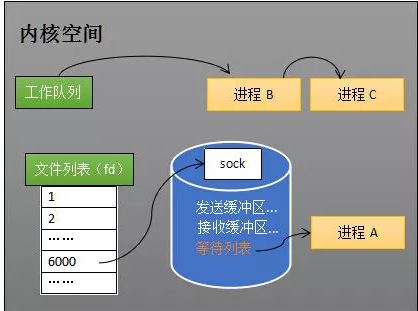 内核空间
工作队列
进程 B
进程 C
文件列表（fd）
sock
1
2
……
6000
……
发送缓冲区...
接收缓冲区...
等待列表
进程 A